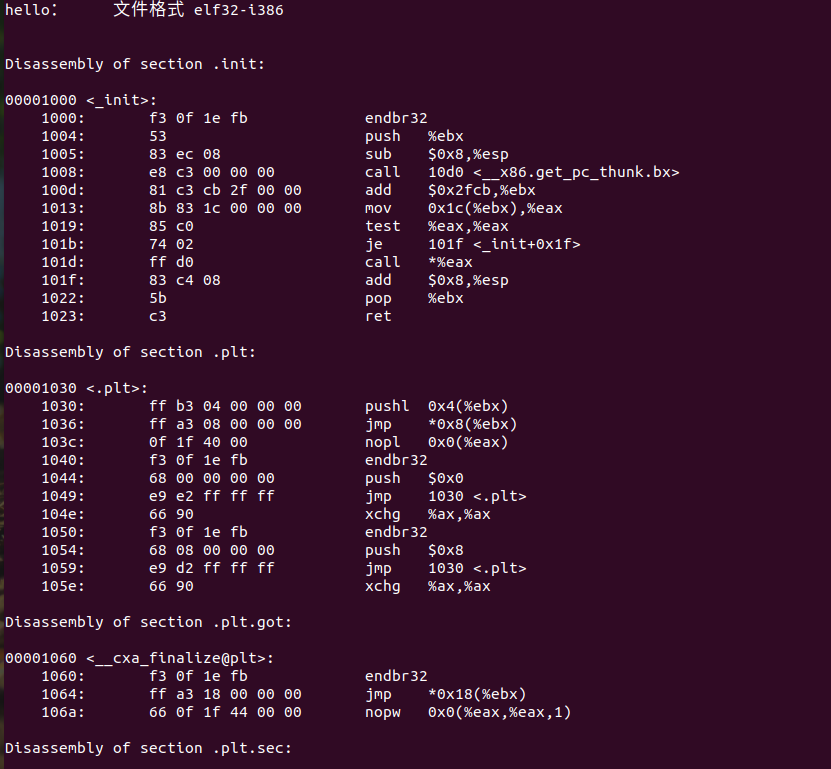 hello：     文件格式 elf32-i386
Disassembly of section .init:
00001000 <_init>:
    1000:       f3 0f 1e fb             endbr32
    1004:       53                      push   %ebx
    1005:       83 ec 08                sub    $0x8,%esp
    1008:       e8 c3 00 00 00          call   10d0 <__x86.get_pc_thunk.bx>
    100d:       81 c3 cb 2f 00 00       add    $0x2fcb,%ebx
    1013:       8b 83 1c 00 00 00       mov    0x1c(%ebx),%eax
    1019:       85 c0                   test   %eax,%eax
    101b:       74 02                   je     101f <_init+0x1f>
    101d:       ff d0                   call   *%eax
    101f:       83 c4 08                add    $0x8,%esp
    1022:       5b                      pop    %ebx
    1023:       c3                      ret
Disassembly of section .plt:
00001030 <.plt>:
    1030:       ff b3 04 00 00 00       pushl  0x4(%ebx)
    1036:       ff a3 08 00 00 00       jmp    *0x8(%ebx)
    103c:       0f 1f 40 00             nopl   0x0(%eax)
    1040:       f3 0f 1e fb             endbr32
    1044:       68 00 00 00 00          push   $0x0
    1049:       e9 e2 ff ff ff          jmp    1030 <.plt>
    104e:       66 90                   xchg   %ax,%ax
    1050:       f3 0f 1e fb             endbr32
    1054:       68 08 00 00 00          push   $0x8
    1059:       e9 d2 ff ff ff          jmp    1030 <.plt>
    105e:       66 90                   xchg   %ax,%ax
Disassembly of section .plt.got:
00001060 <__cxa_finalize@plt>:
    1060:       f3 0f 1e fb             endbr32
    1064:       ff a3 18 00 00 00       jmp    *0x18(%ebx)
    106a:       66 0f 1f 44 00 00       nopw   0x0(%eax,%eax,1)
Disassembly of section .plt.sec: